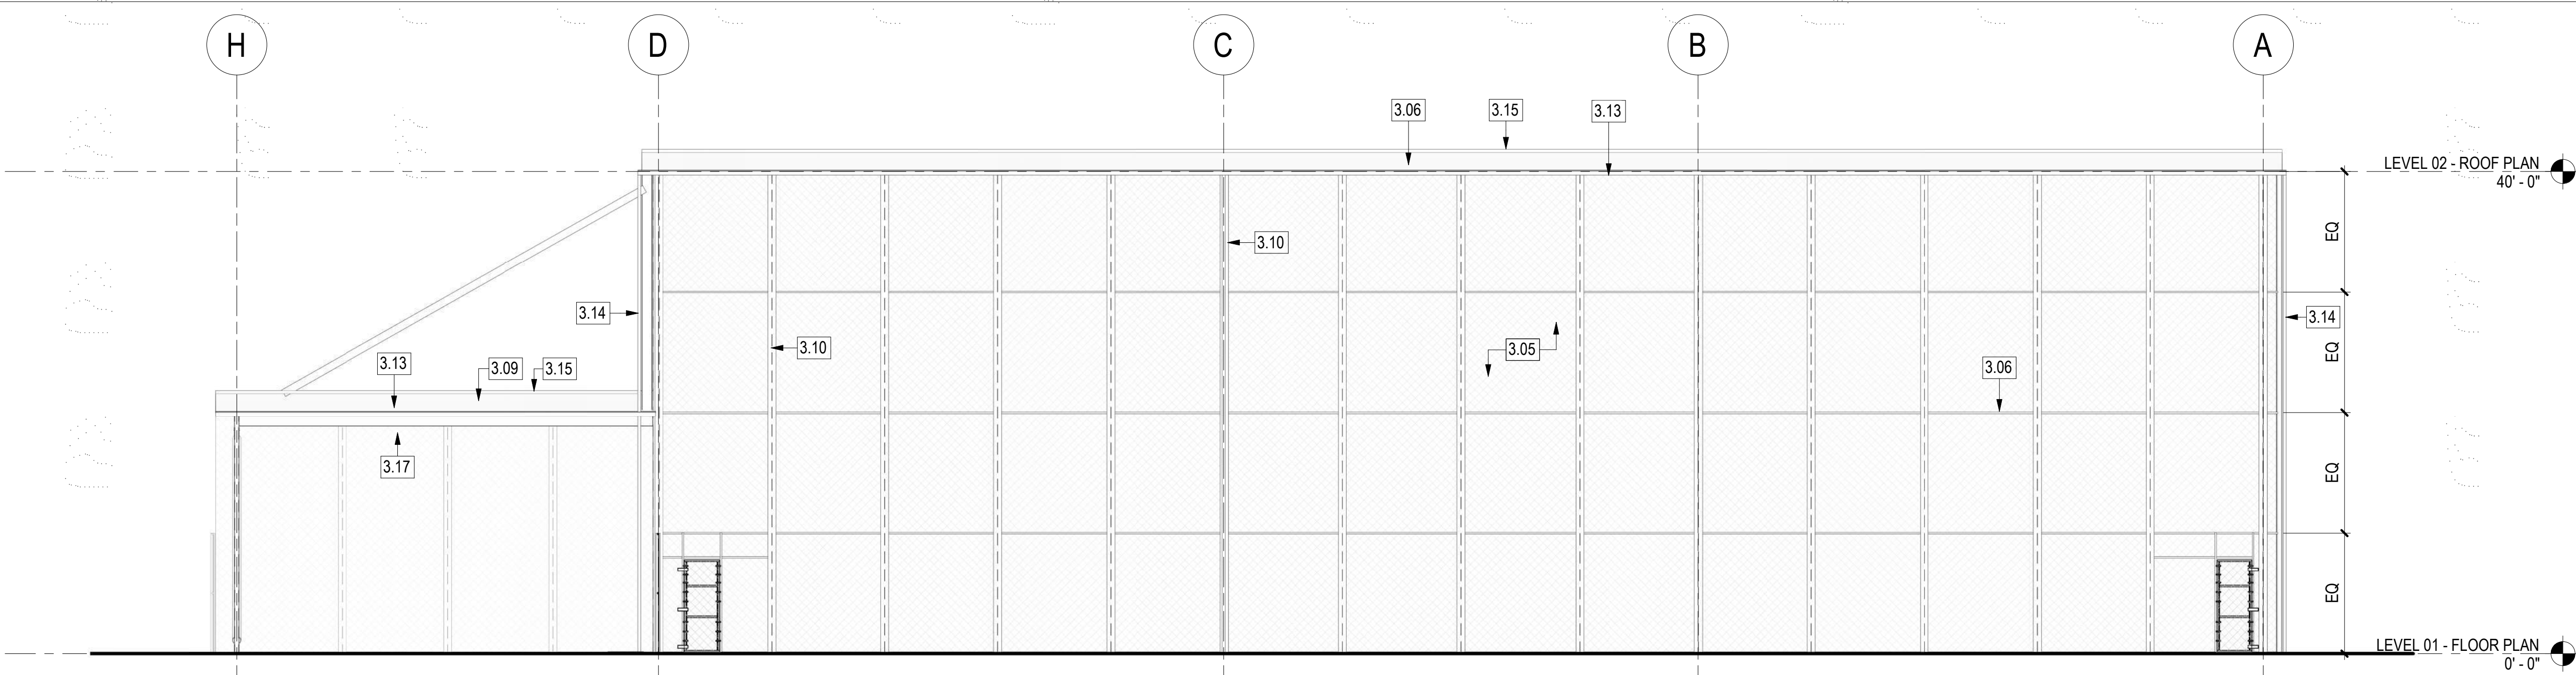 H
D
C
B
A
3.06
3.15
3.13
LEVEL 02 - ROOF PLAN
40' - 0"
EQ
3.10
3.14
3.14
3.10
3.05
EQ
3.13
3.09
3.15
3.06
3.17
EQ
EQ
LEVEL 01 - FLOOR PLAN
0' - 0"